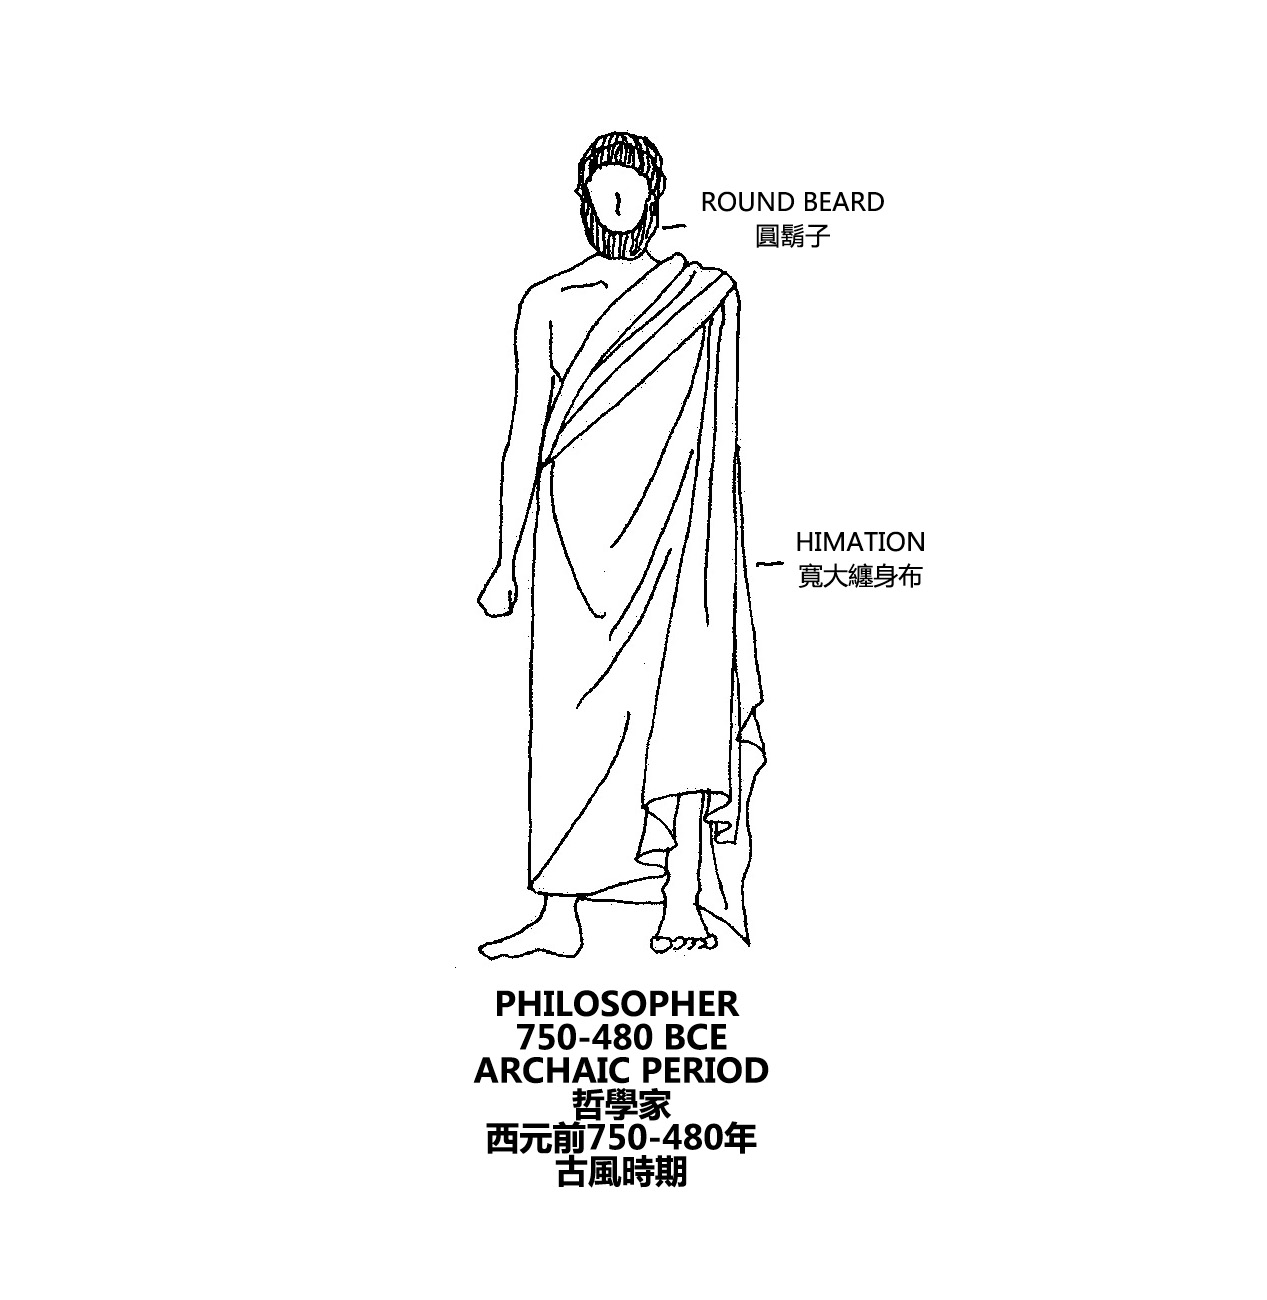 ROUND BEARD
圓鬍子
HIMATION
寬大纏身布
PHILOSOPHER
750-480 BCE
ARCHAIC PERIOD
哲學家
西元前750-480年
古風時期